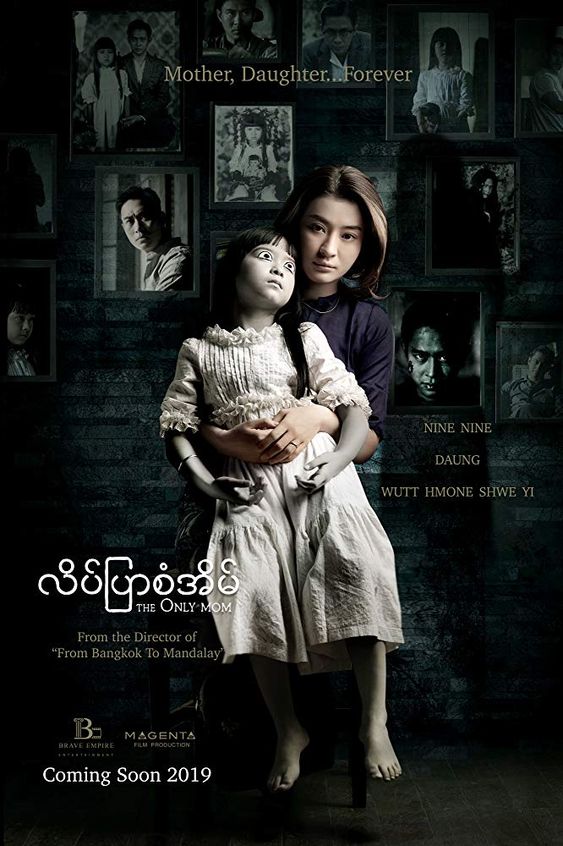 Mother, Daughter...Forever
NINE NINE
DAUNG
WUTT HMONE SHWE YI
လိပ်ပြာစံအိမ်
THE ONLY MOM
From the Director of
“From Bangkok To Mandalay”
B
BRAVE EMPIRE
ENTERTAINMENT
MAGENTA
FILM PRODUCTION
Coming Soon 2019